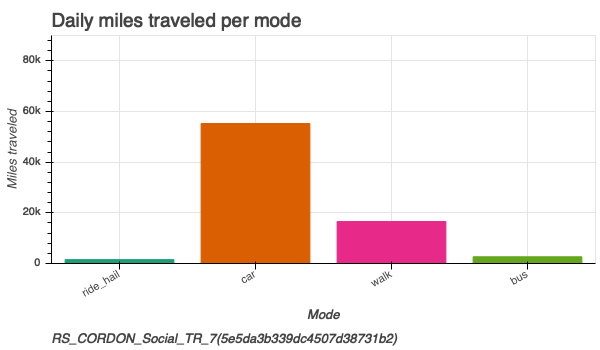 Daily miles traveled per mode
80k
60k
40k
20k
0
Miles traveled
ride_hail
car
walk
bus
Mode
RS_CORDON_Social_TR_7(5e5da3b339dc4507d38731b2)